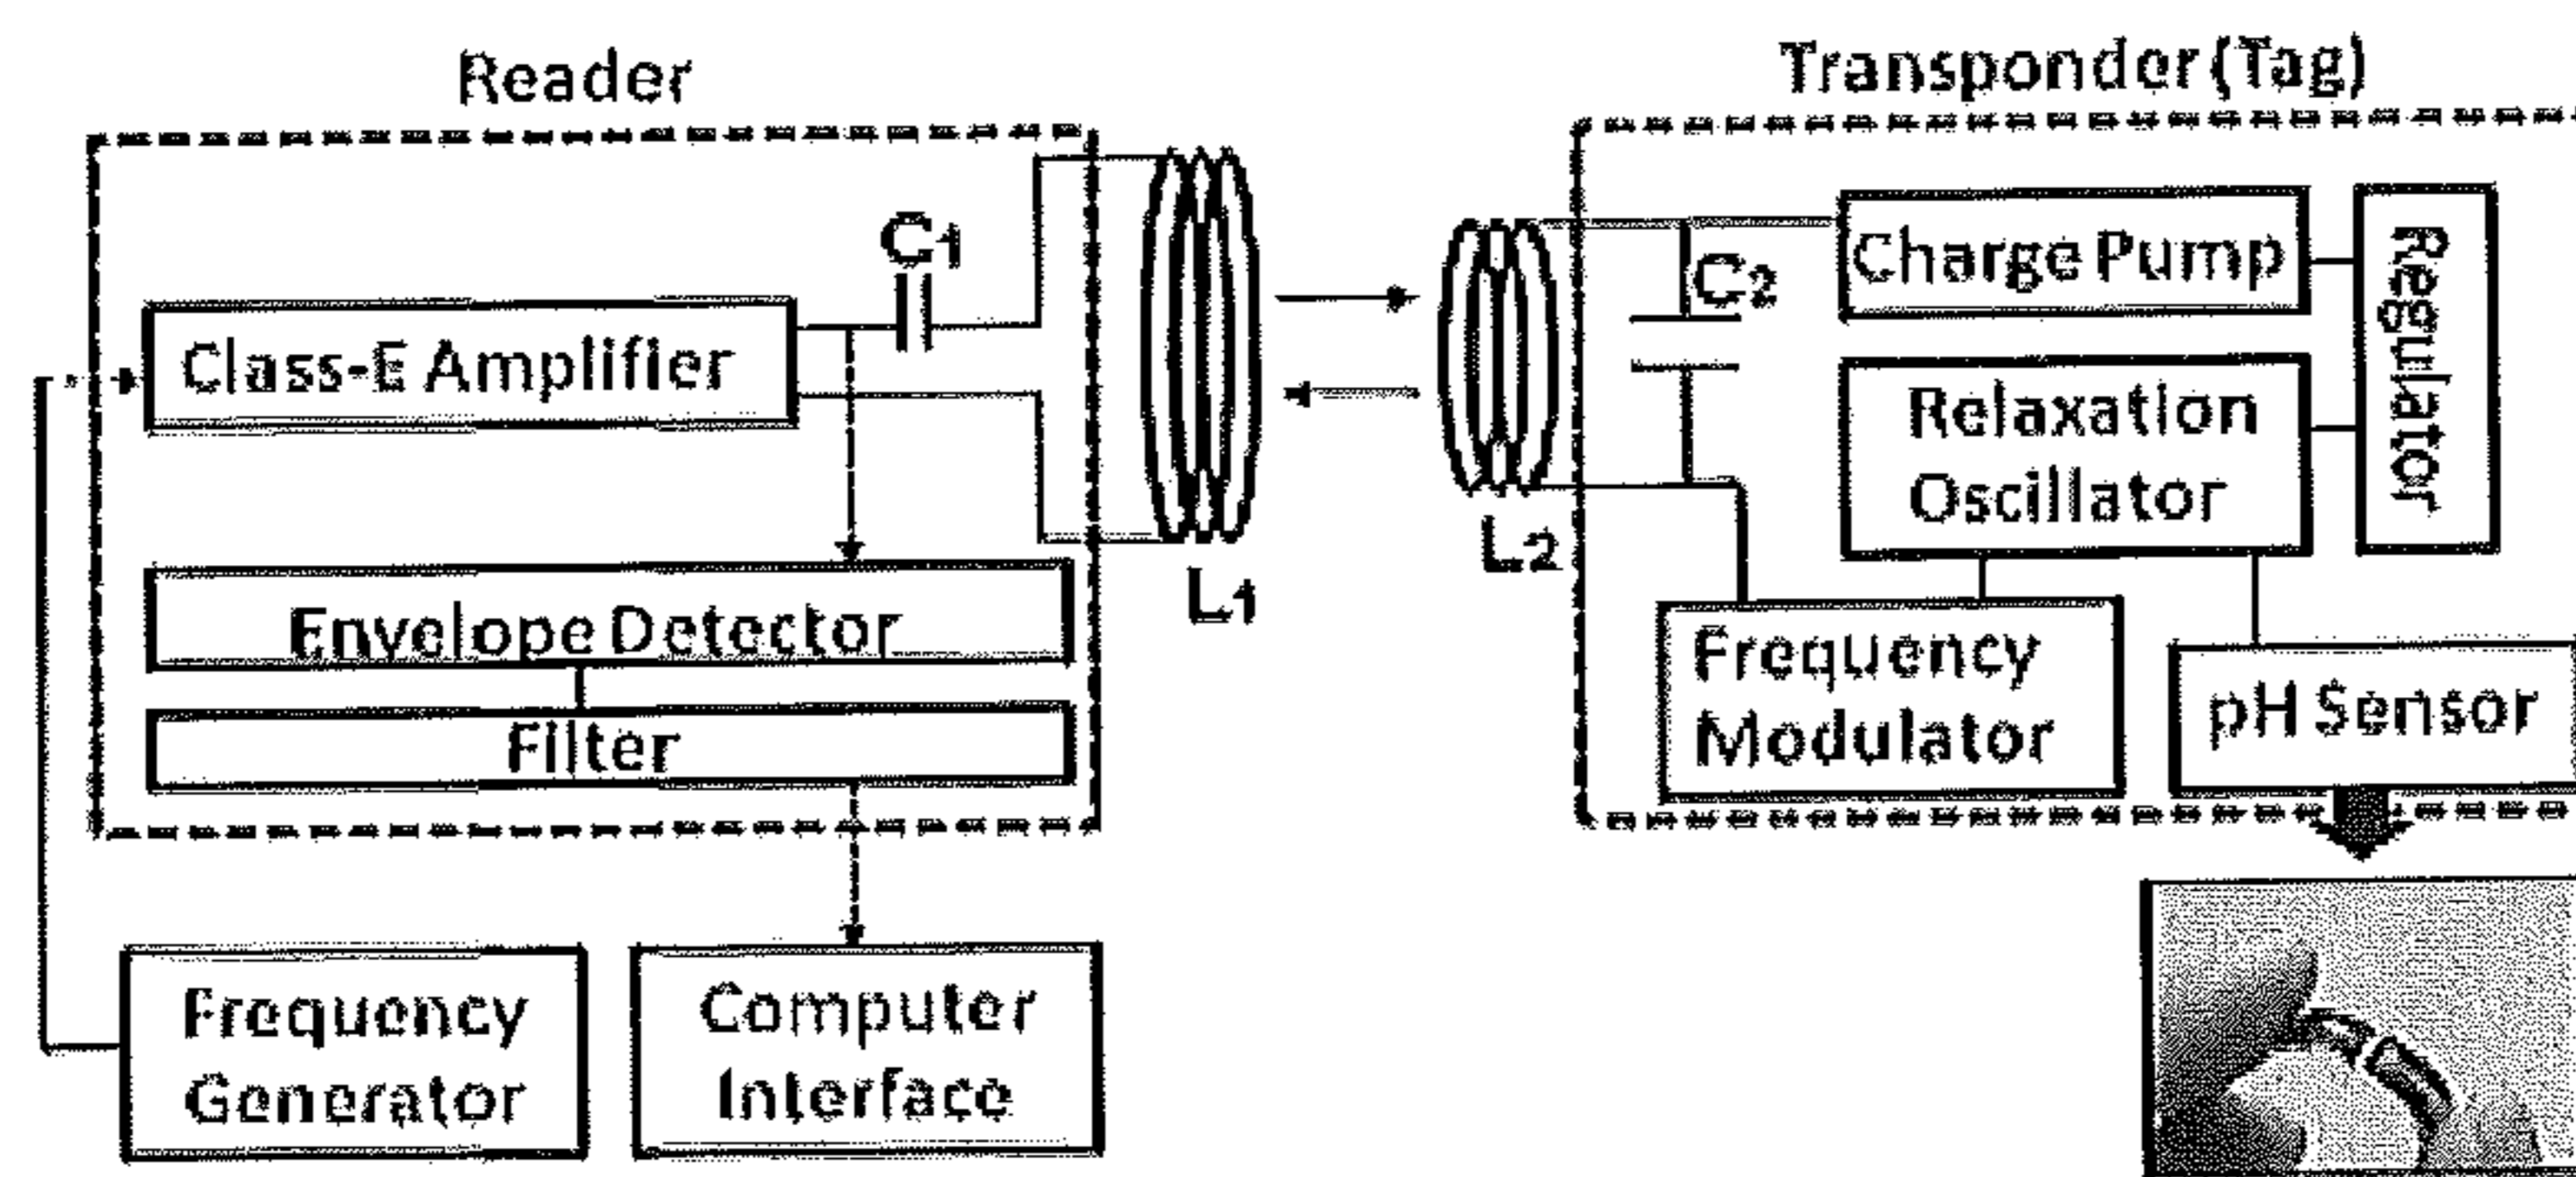 Reader
Transponder (Tag)
C1
Class-E Amplifier
Envelope Detector
Filter
L1
L2
C2
Charge Pump
Regulator
Relaxation
Oscillator
Frequency
Modulator
pH Sensor
Frequency
Generator
Computer
Interface